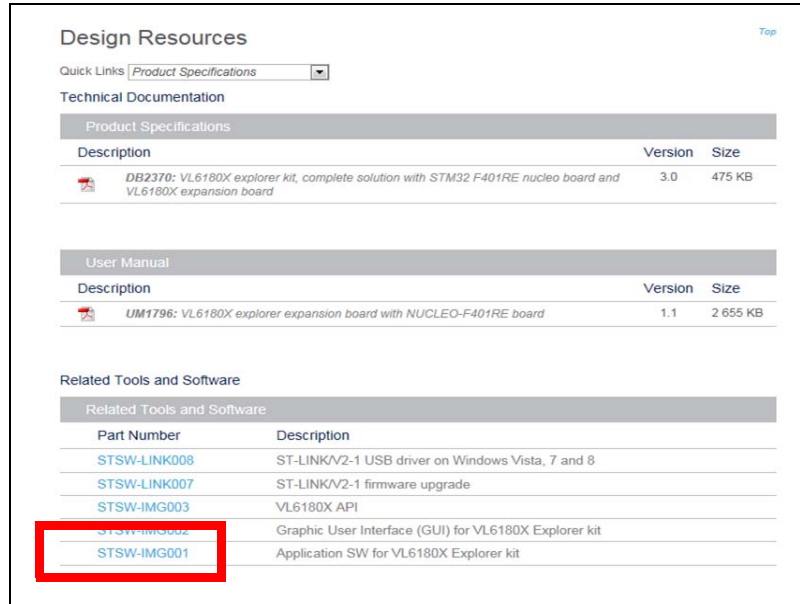 Design Resources
Top
Quick Links Product Specifications
Technical Documentation
Product Specifications
Description Version Size
DB2370: VL6180X explorer kit, complete solution with STM32 F401RE nucleo board and 3.0 475 KB
VL6180X expansion board
User Manual
Description Version Size
UM1796: VL6180X explorer expansion board with NUCLEO-F401RE board 1.1 2 655 KB
Related Tools and Software
Related Tools and Software
Part Number Description
STSW-LINK008 ST-LINK/V2-1 USB driver on Windows Vista, 7 and 8
STSW-LINK007 ST-LINK/V2-1 firmware upgrade
STSW-IMG003 VL6180X API
STSW-IMG002 Graphic User Interface (GUI) for VL6180X Explorer kit
STSW-IMG001 Application SW for VL6180X Explorer kit